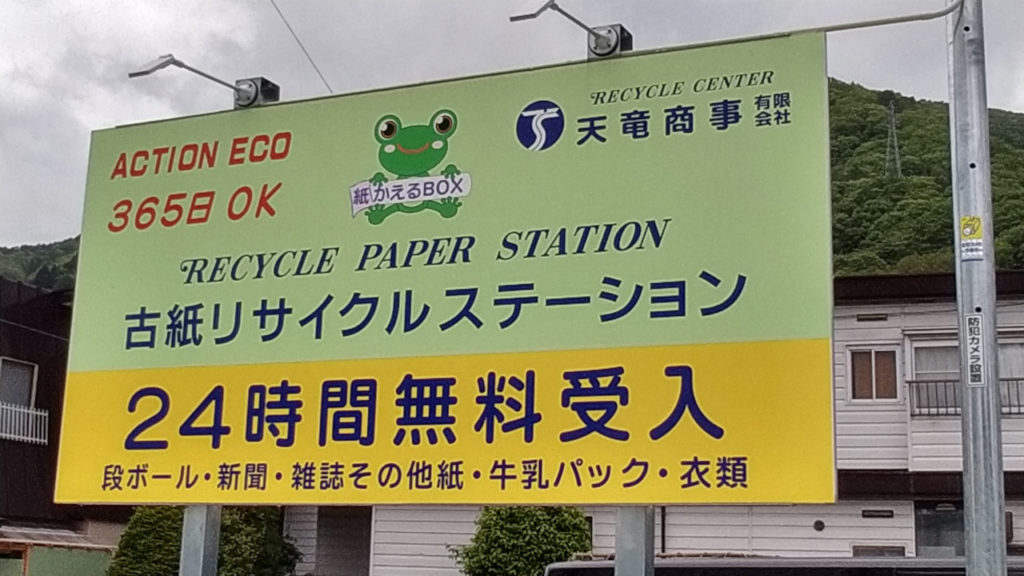 ACTION ECO
365日 OK
紙かえるBOX
RECYCLE CENTER
天竜商事 有限会社
RECYCLE PAPER STATION
古紙リサイクルステーション
24時間無料受入
段ボール・新聞・雑誌その他紙・牛乳パック・衣類
防犯カメラ設置